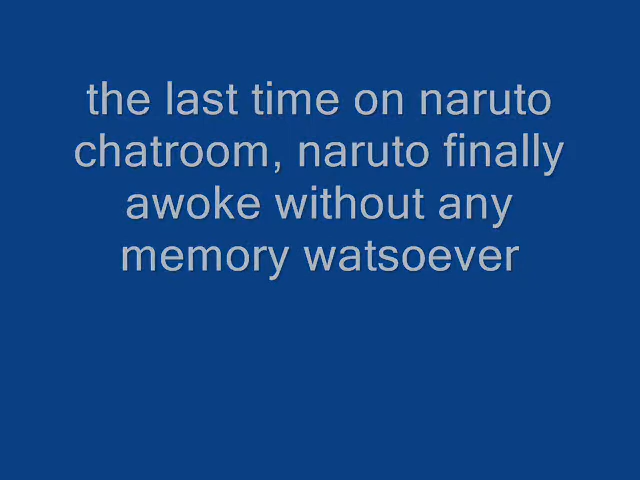 the last time on naruto
chatroom, naruto finally
awoke without any
memory watsoever